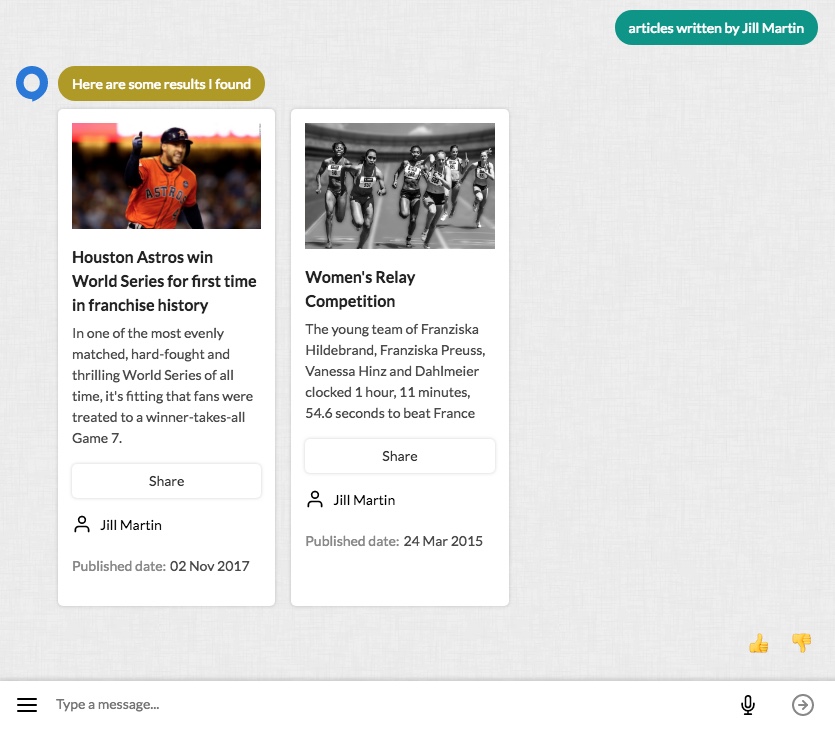 articles written by Jill Martin
Here are some results I found
ASTROS
Houston Astros win
World Series for first time
in franchise history
In one of the most evenly
matched, hard-fought and
thrilling World Series of all
time, it's fitting that fans were
treated to a winner-takes-all
Game 7.
Share
Jill Martin
Published date: 02 Nov 2017
Women's Relay
Competition
The young team of Franziska
Hildebrand, Franziska Preuss,
Vanessa Hinz and Dahlmeier
clocked 1 hour, 11 minutes,
54.6 seconds to beat France
Share
Jill Martin
Published date: 24 Mar 2015
Type a message...